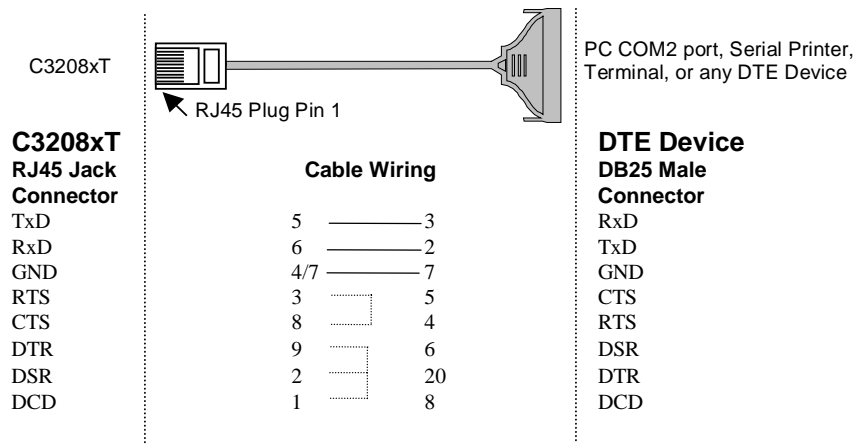 C3208xT
PC COM2 port, Serial Printer,
Terminal, or any DTE Device
RJ45 Plug Pin 1
C3208xT DTE Device
RJ45 Jack Cable Wiring DB25 Male
Connector Connector
TxD 5 3 RxD
RxD 6 2 TxD
GND 4/7 7 GND
RTS 3 5 CTS
CTS 8 4 RTS
DTR 9 6 DSR
DSR 2 20 DTR
DCD 1 8 DCD